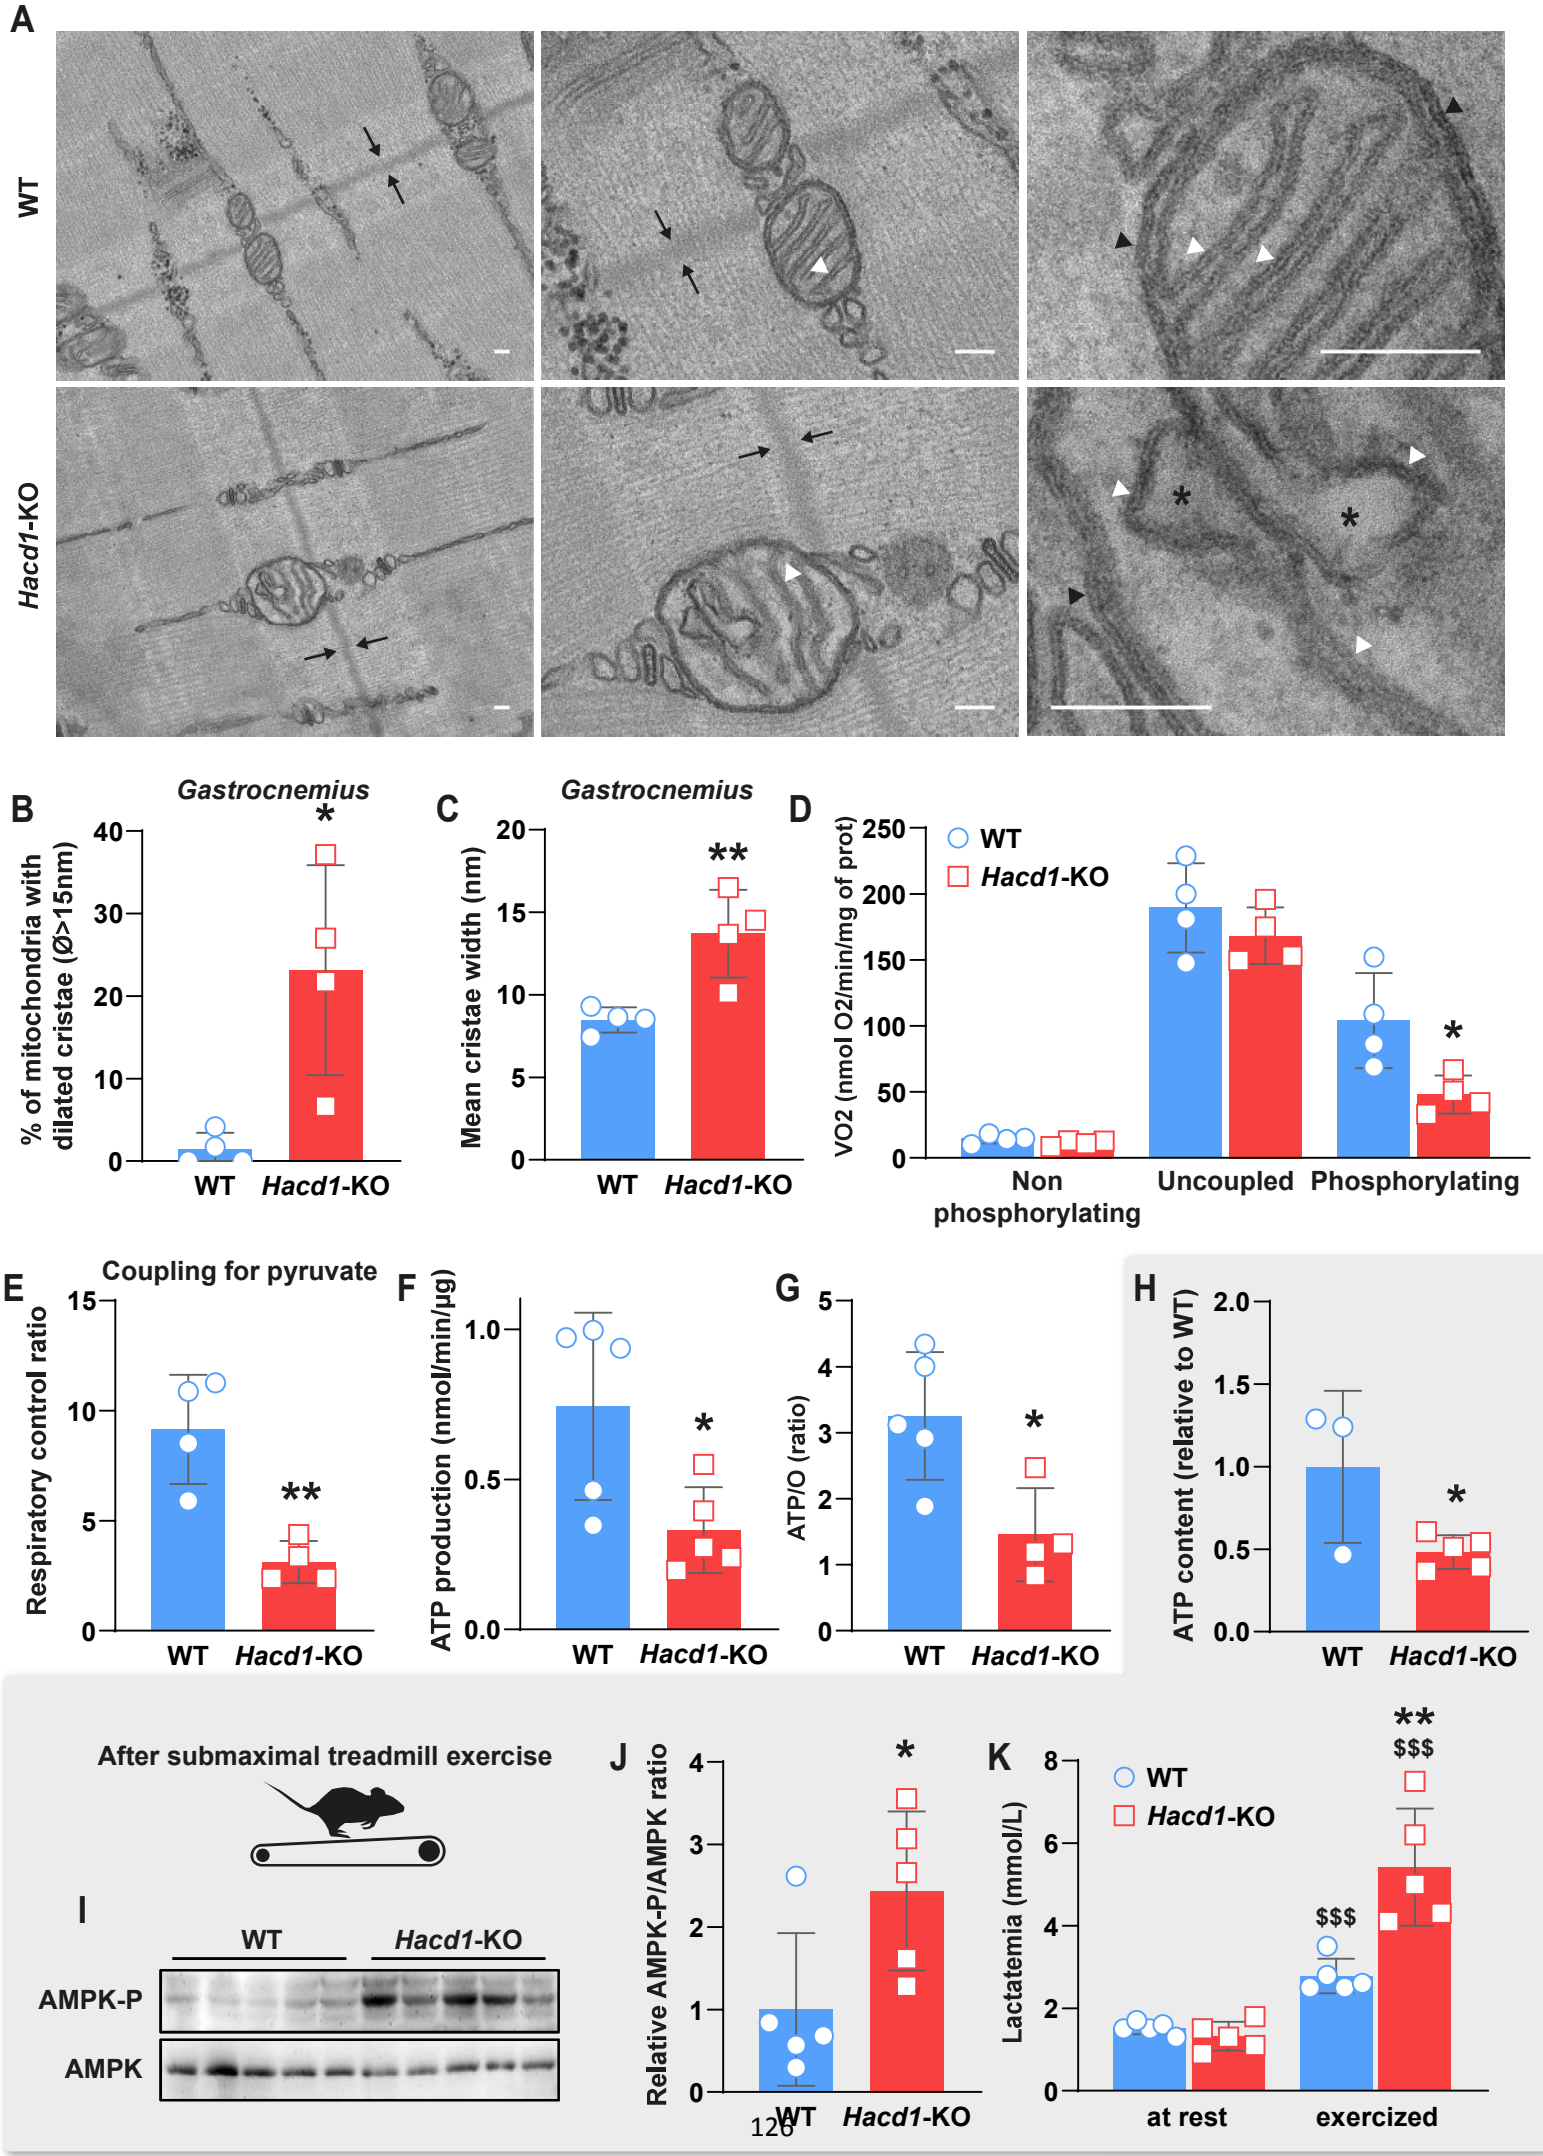 A
WT
Hacd1-KO
*
*
B
Gastrocnemius
% of mitochondria with
dilated cristae (Ø>15nm)
40
30
20
10
0
*
WT
Hacd1-KO
C
Gastrocnemius
Mean cristae width (nm)
20
15
10
5
0
**
WT
Hacd1-KO
D
VO2 (nmol O2/min/mg of prot)
250
200
150
100
50
0
WT
Hacd1-KO
*
Non
phosphorylating
Uncoupled
Phosphorylating
E
Coupling for pyruvate
Respiratory control ratio
15
10
5
0
**
WT
Hacd1-KO
F
ATP production (nmol/min/µg)
1.0
0.5
0.0
*
WT
Hacd1-KO
G
ATP/O (ratio)
5
4
3
2
1
0
*
WT
Hacd1-KO
H
ATP content (relative to WT)
2.0
1.5
1.0
0.5
0.0
*
WT
Hacd1-KO
After submaximal treadmill exercise
I
WT
Hacd1-KO
AMPK-P
AMPK
J
Relative AMPK-P/AMPK ratio
4
3
2
1
0
*
WT
Hacd1-KO
K
Lactatemia (mmol/L)
8
6
4
2
0
WT
Hacd1-KO
$$$
**
$$$
at rest
exercized
126